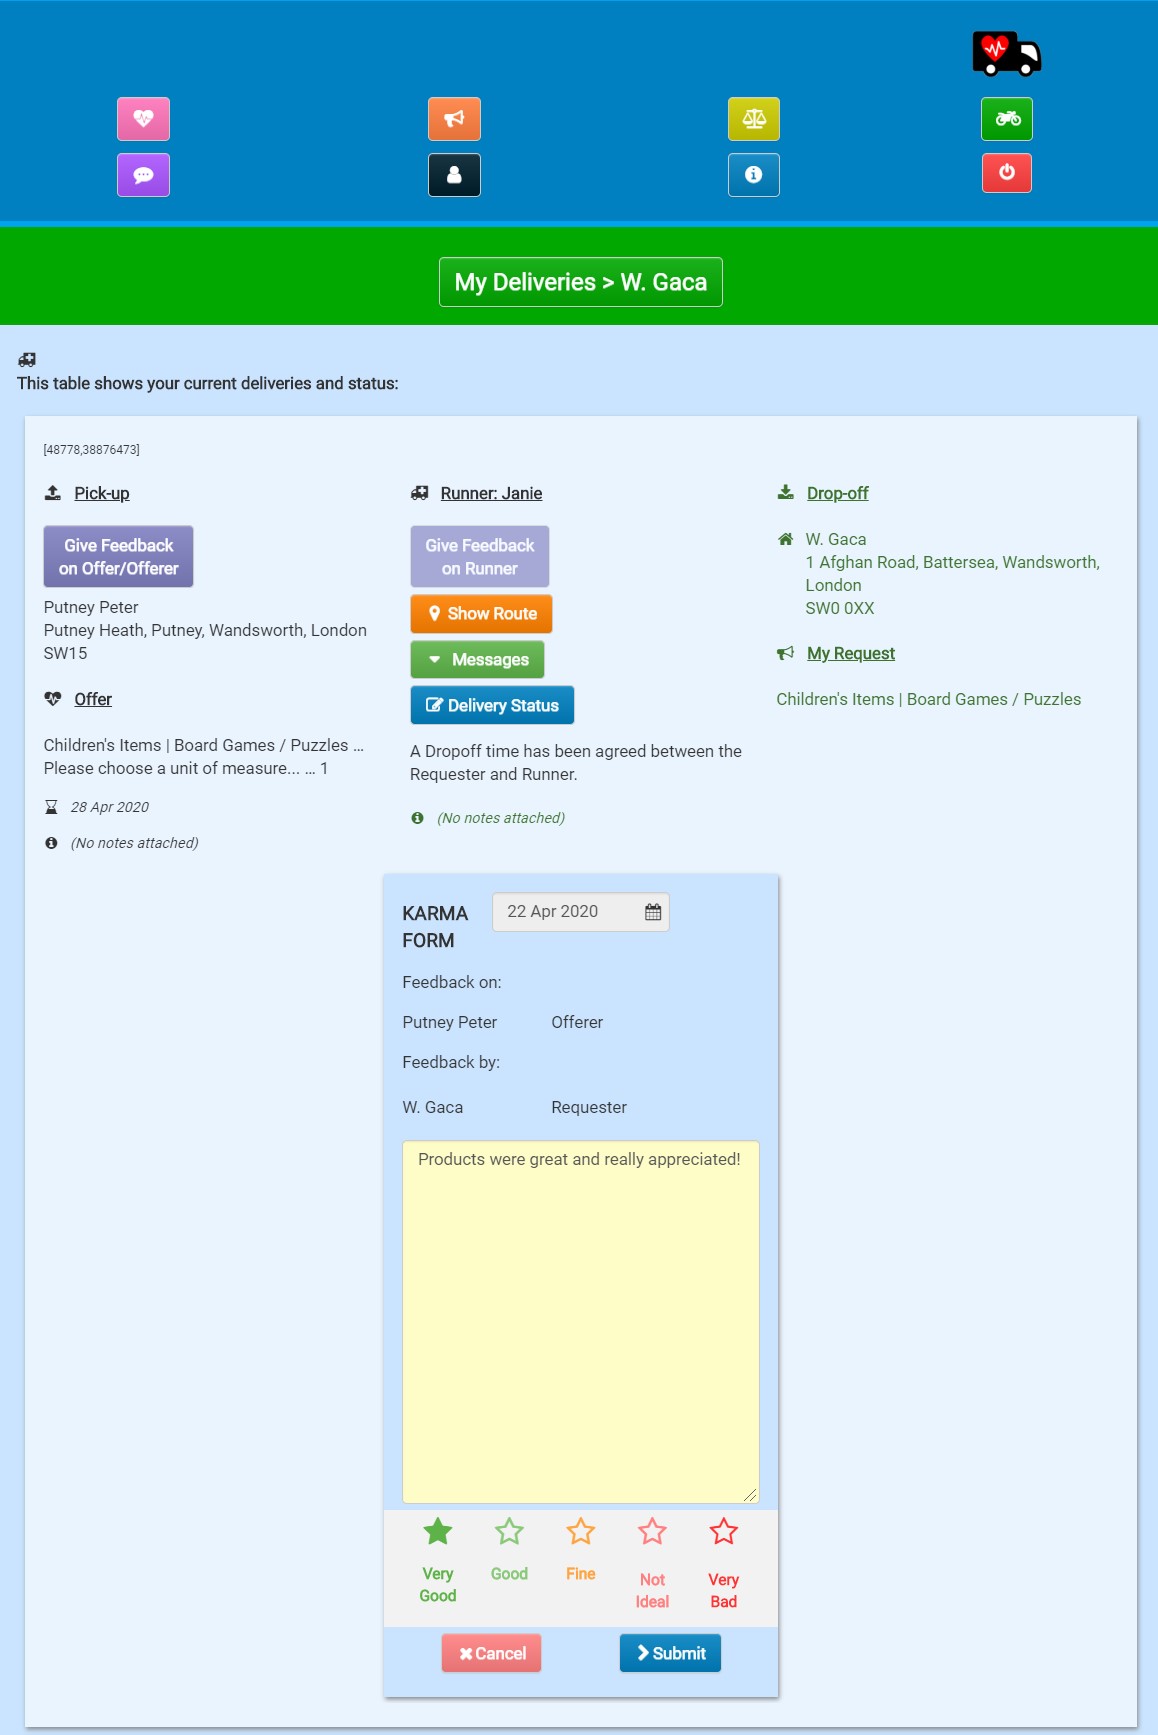 My Deliveries > W. Gaca
This table shows your current deliveries and status:
[48778,38876473]
Pick-up
Give Feedback
on Offer/Offerer
Putney Peter
Putney Heath, Putney, Wandsworth, London
SW15
Offer
Children's Items | Board Games / Puzzles ...
Please choose a unit of measure... ... 1
28 Apr 2020
(No notes attached)
Runner: Janie
Give Feedback
on Runner
Show Route
Messages
Delivery Status
A Dropoff time has been agreed between the
Requester and Runner.
(No notes attached)
Drop-off
W. Gaca
1 Afghan Road, Battersea, Wandsworth,
London
SW0 0XX
My Request
Children's Items | Board Games / Puzzles
KARMA
FORM
22 Apr 2020
Feedback on:
Putney Peter Offerer
Feedback by:
W. Gaca Requester
Products were great and really appreciated!
Very
Good
Good
Fine
Not
Ideal
Very
Bad
Cancel
Submit